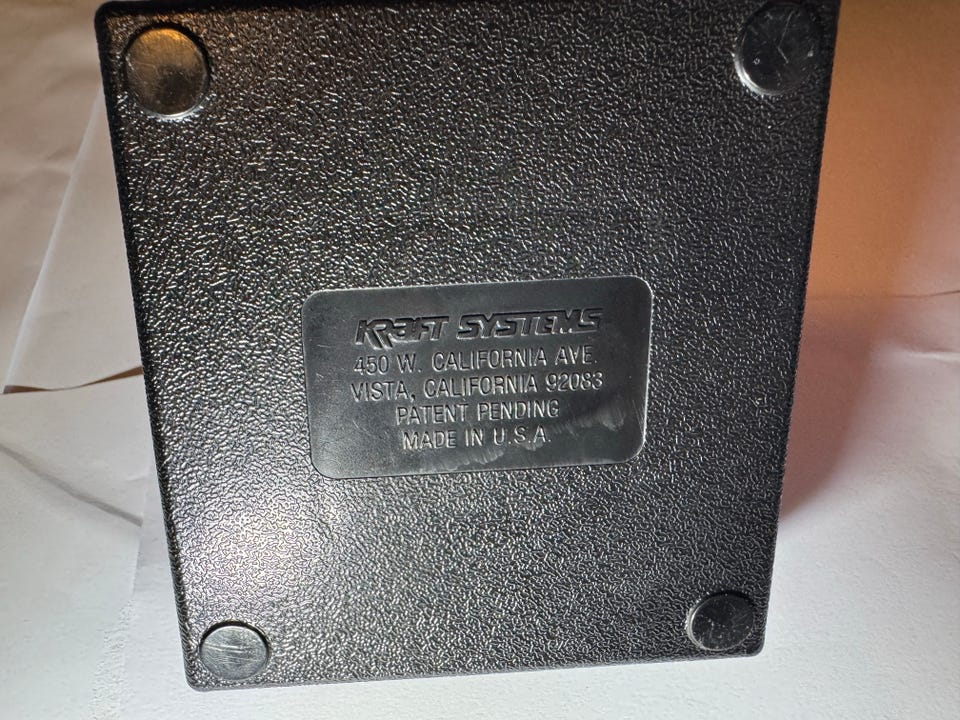 KRAFT SYSTEMS
450 W. CALIFORNIA AVE.
VISTA, CALIFORNIA 92083
PATENT PENDING
MADE IN U.S.A.